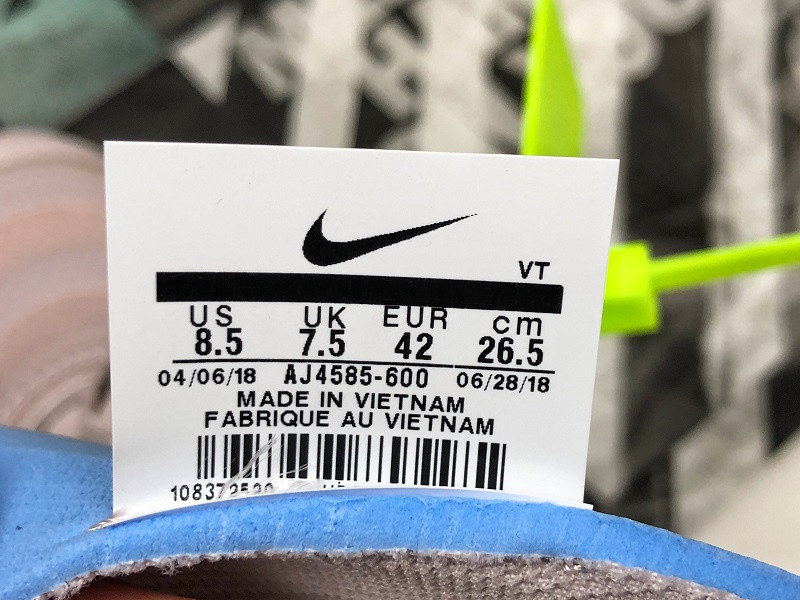 VT
US UK EUR cm
8.5 7.5 42 26.5
04/06/18 AJ4585-600 06/28/18
MADE IN VIETNAM
FABRIQUE AU VIETNAM